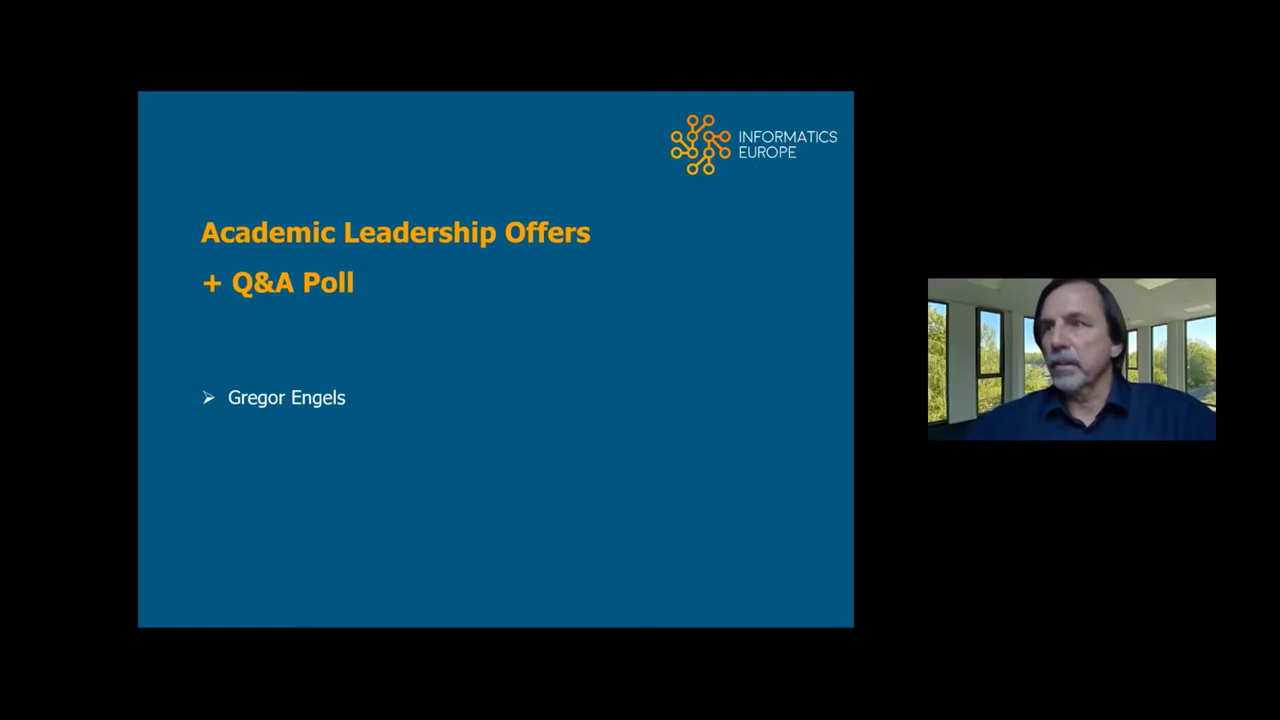 INFORMATICS
EUROPE
Academic Leadership Offers
+ Q&A Poll
➢ Gregor Engels